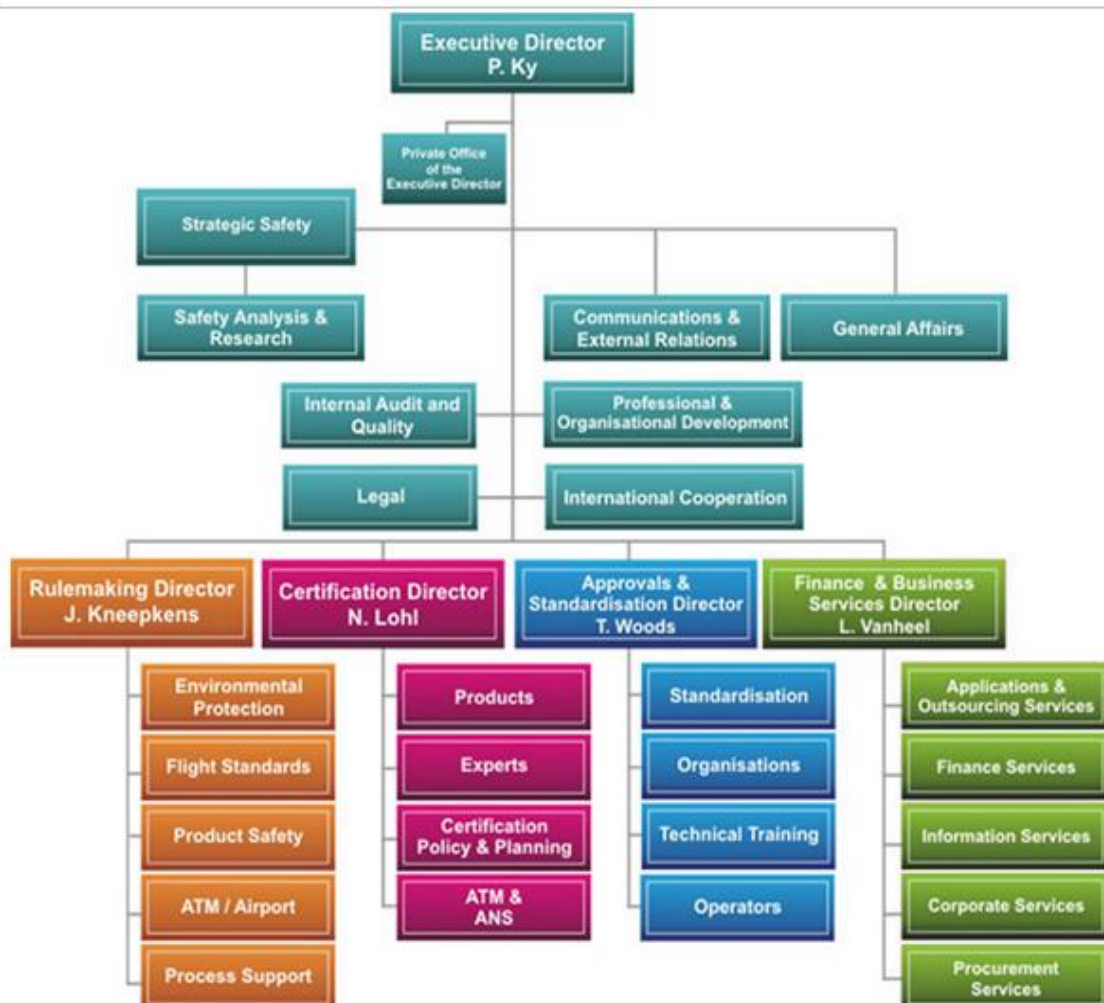 Executive Director
P. Ky
Private Office
of the
Executive Director
Strategic Safety
Safety Analysis &
Research
Communications &
External Relations
General Affairs
Internal Audit and
Quality
Professional &
Organisational Development
Legal
International Cooperation
Rulemaking Director
J. Kneepkens
Certification Director
N. Lohl
Approvals &
Standardisation Director
T. Woods
Finance & Business
Services Director
L. Vanheel
Environmental
Protection
Flight Standards
Product Safety
ATM / Airport
Process Support
Products
Experts
Certification
Policy & Planning
ATM &
ANS
Standardisation
Organisations
Technical Training
Operators
Applications &
Outsourcing Services
Finance Services
Information Services
Corporate Services
Procurement
Services